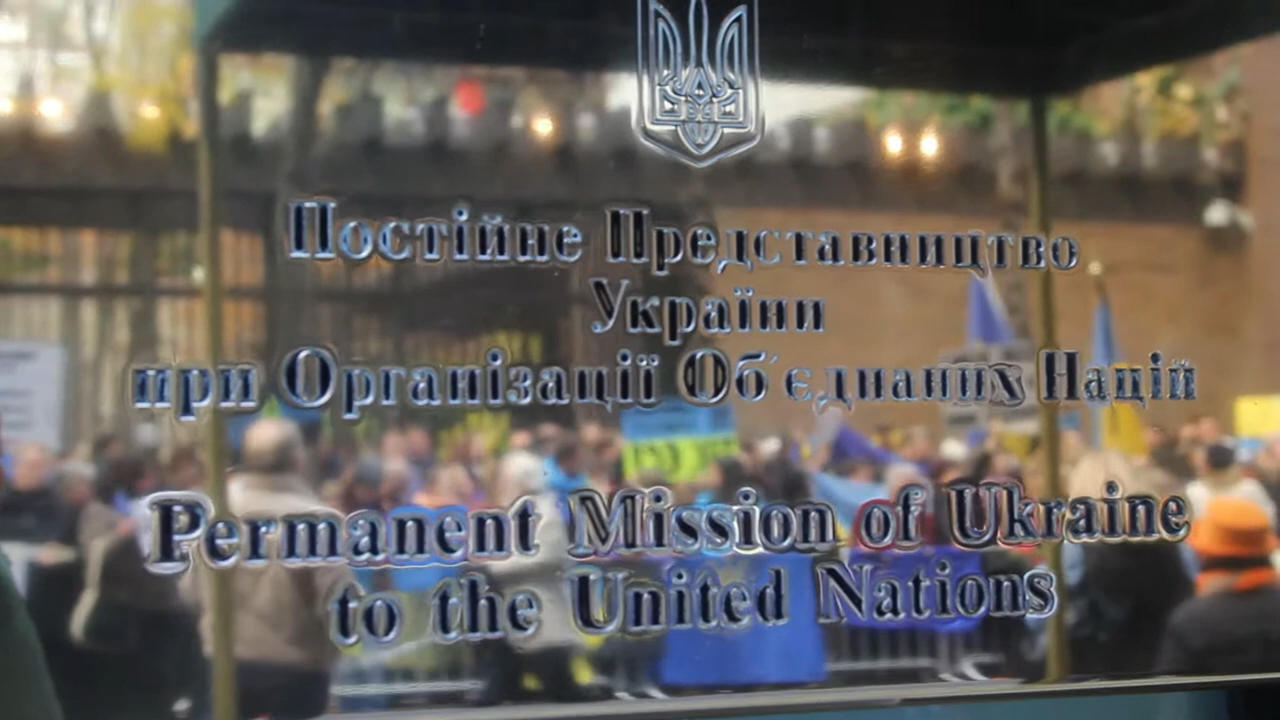 Постійне Представництво
України
при Організації Об´єднаних Націй
Permanent Mission of Ukraine
to the United Nations